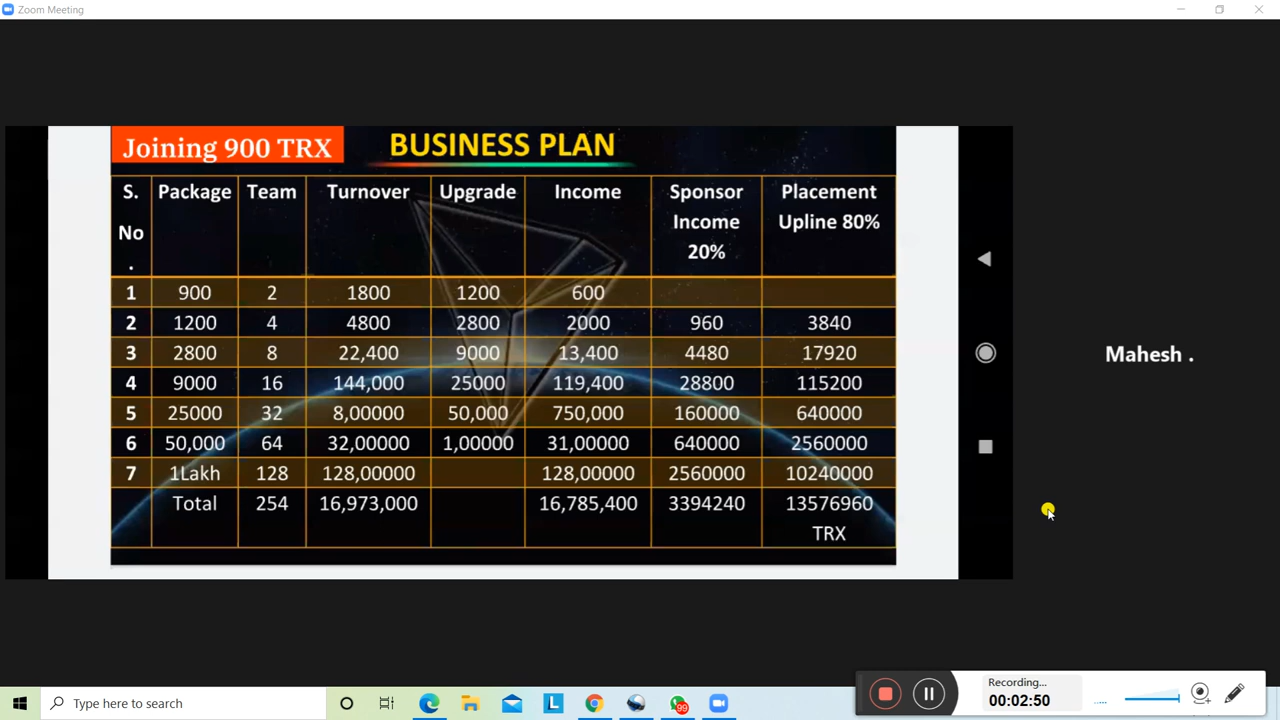 Zoom Meeting
Joining 900 TRX
BUSINESS PLAN
S. No . Package Team Turnover Upgrade Income Sponsor Income 20% Placement Upline 80%
1 900 2 1800 1200 600
2 1200 4 4800 2800 2000 960 3840
3 2800 8 22,400 9000 13,400 4480 17920
4 9000 16 144,000 25000 119,400 28800 115200
5 25000 32 8,00000 50,000 750,000 160000 640000
6 50,000 64 32,00000 1,00000 31,00000 640000 2560000
7 1Lakh 128 128,00000 128,00000 2560000 10240000
Total 254 16,973,000 16,785,400 3394240 13576960 TRX
Mahesh .
Recording...
00:02:50
Type here to search
L
99